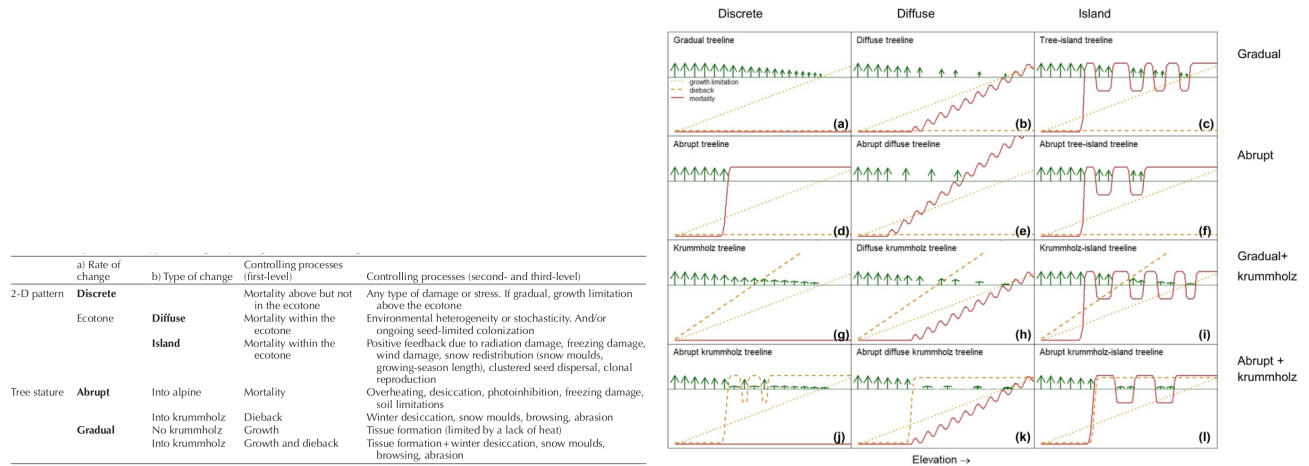 a) Rate of change b) Type of change Controlling processes (first-level) Controlling processes (second- and third-level)
2-D pattern Discrete Mortality above but not in the ecotone Any type of damage or stress. If gradual, growth limitation above the ecotone
Ecotone Diffuse Mortality within the ecotone Environmental heterogeneity or stochasticity. And/or ongoing seed-limited colonization
Island Mortality within the ecotone Positive feedback due to radiation damage, freezing damage, wind damage, snow redistribution (snow moulds, growing-season length), clustered seed dispersal, clonal reproduction
Tree stature Abrupt Into alpine Mortality Overheating, desiccation, photoinhibition, freezing damage, soil limitations
Into krummholz Dieback Winter desiccation, snow moulds, browsing, abrasion
Gradual No krummholz Growth Tissue formation (limited by a lack of heat)
Into krummholz Growth and dieback Tissue formation + winter desiccation, snow moulds, browsing, abrasion
Discrete Diffuse Island
Gradual treeline
growth limitation
dieback
mortality
(a)
Diffuse treeline
(b)
Tree-island treeline
(c)
Gradual
Abrupt treeline
(d)
Abrupt diffuse treeline
(e)
Abrupt tree-island treeline
(f)
Abrupt
Krummholz treeline
(g)
Diffuse krummholz treeline
(h)
Krummholz-island treeline
(i)
Gradual+
krummholz
Abrupt krummholz treeline
(j)
Abrupt diffuse krummholz treeline
(k)
Abrupt krummholz-island treeline
(l)
Abrupt +
krummholz
Elevation →